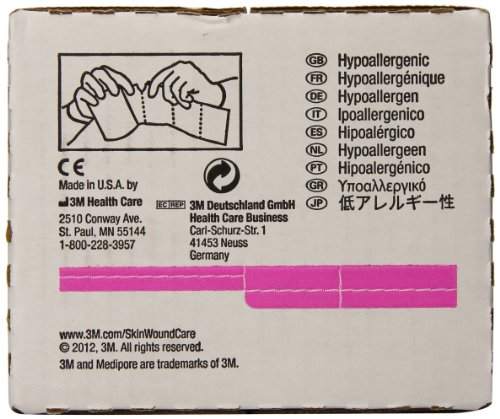 GB Hypoallergenic
FR Hypoallergénique
DE Hypoallergen
IT Ipoallergenico
ES Hipoalérgico
NL Hypoallergeen
PT Hipoalergénico
GR Υποαλλεργικό
JP 低アレルギー性
CE
Made in U.S.A. by
3M Health Care
2510 Conway Ave.
St. Paul, MN 55144
1-800-228-3957
EC REP 3M Deutschland GmbH
Health Care Business
Carl-Schurz-Str. 1
41453 Neuss
Germany
www.3M.com/SkinWoundCare
© 2012, 3M. All rights reserved.
3M and Medipore are trademarks of 3M.